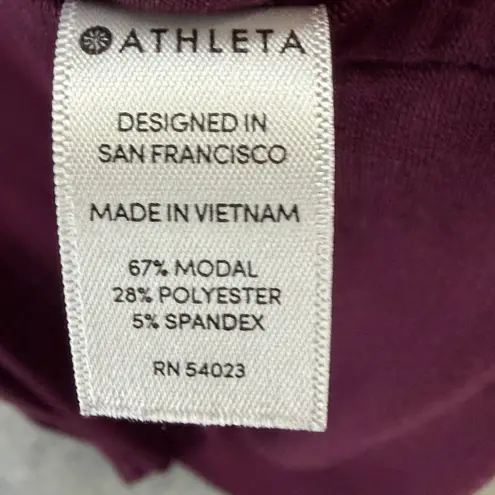 ATHLETA
DESIGNED IN
SAN FRANCISCO
MADE IN VIETNAM
67% MODAL
28% POLYESTER
5% SPANDEX
RN 54023